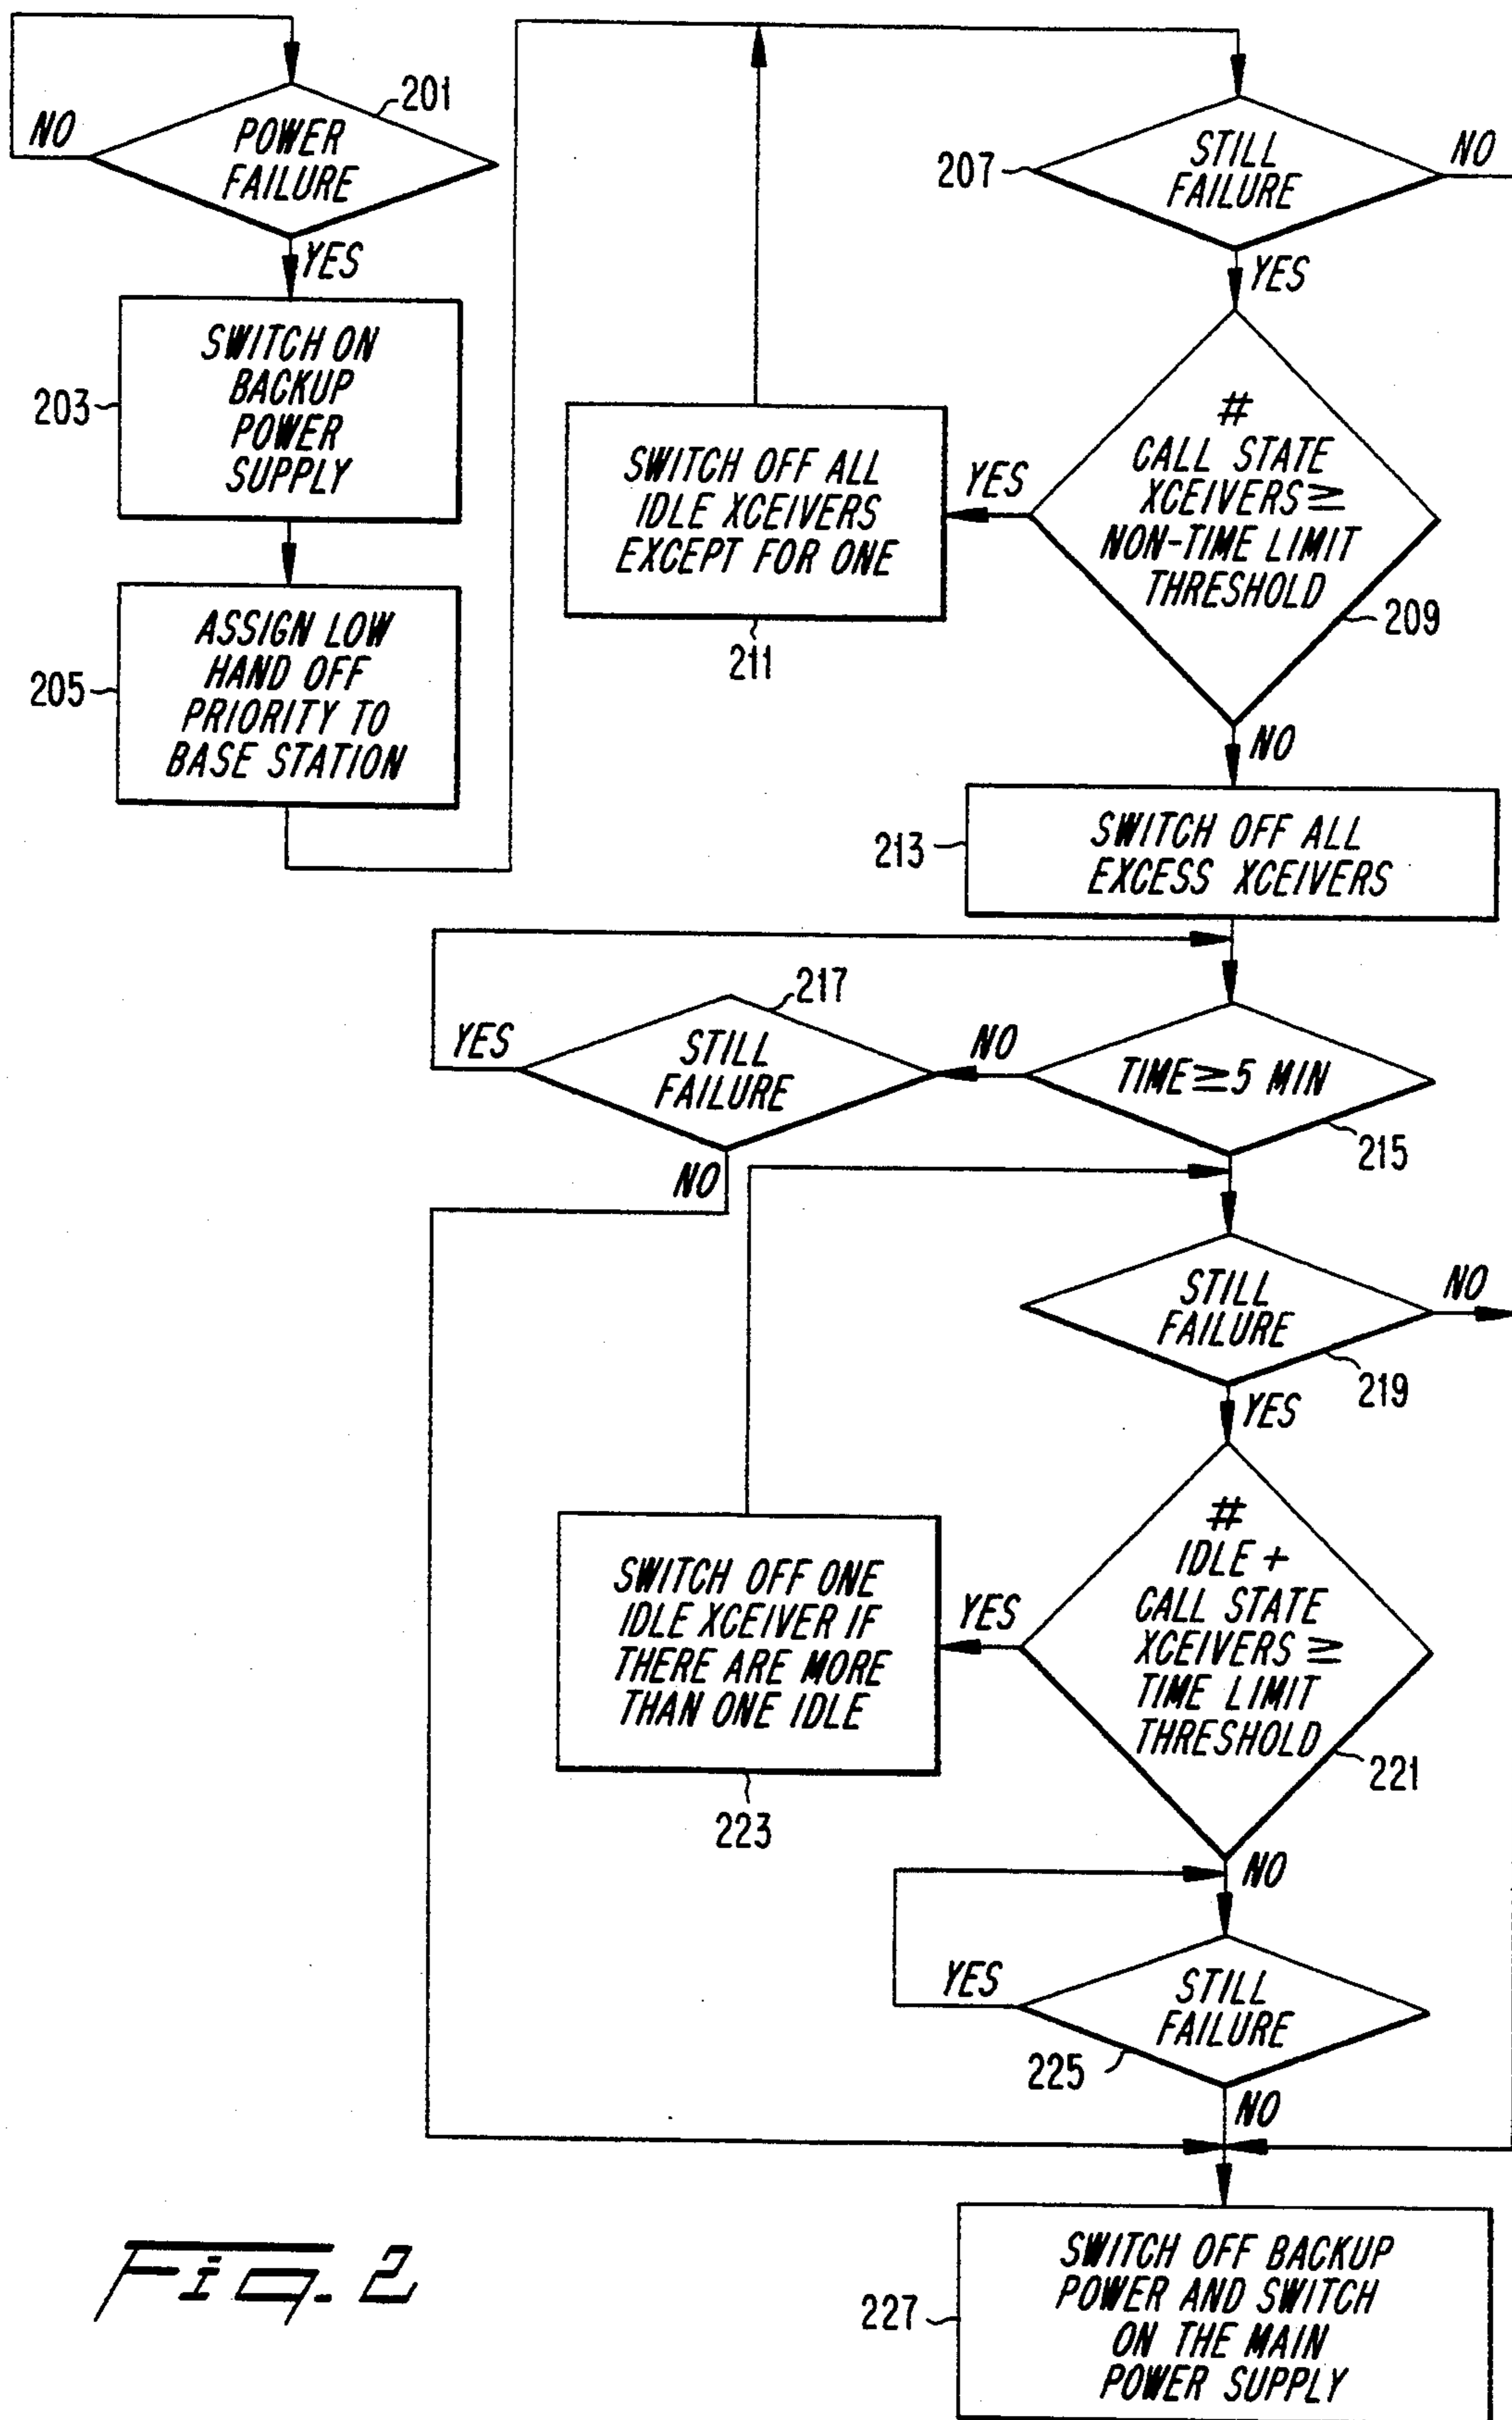 201
NO
POWER
FAILURE
YES
SWITCH ON
BACKUP
POWER
SUPPLY
203
ASSIGN LOW
HAND OFF
PRIORITY TO
BASE STATION
205
207
STILL
FAILURE
NO
YES
#
CALL STATE
XCEIVERS ≥
NON-TIME LIMIT
THRESHOLD
209
YES
SWITCH OFF ALL
IDLE XCEIVERS
EXCEPT FOR ONE
211
NO
213
SWITCH OFF ALL
EXCESS XCEIVERS
217
YES
STILL
FAILURE
NO
NO
TIME ≥ 5 MIN
215
STILL
FAILURE
NO
219
YES
#
IDLE +
CALL STATE
XCEIVERS ≥
TIME LIMIT
THRESHOLD
221
YES
SWITCH OFF ONE
IDLE XCEIVER IF
THERE ARE MORE
THAN ONE IDLE
223
NO
YES
STILL
FAILURE
225
NO
227
SWITCH OFF BACKUP
POWER AND SWITCH
ON THE MAIN
POWER SUPPLY
Fig. 2